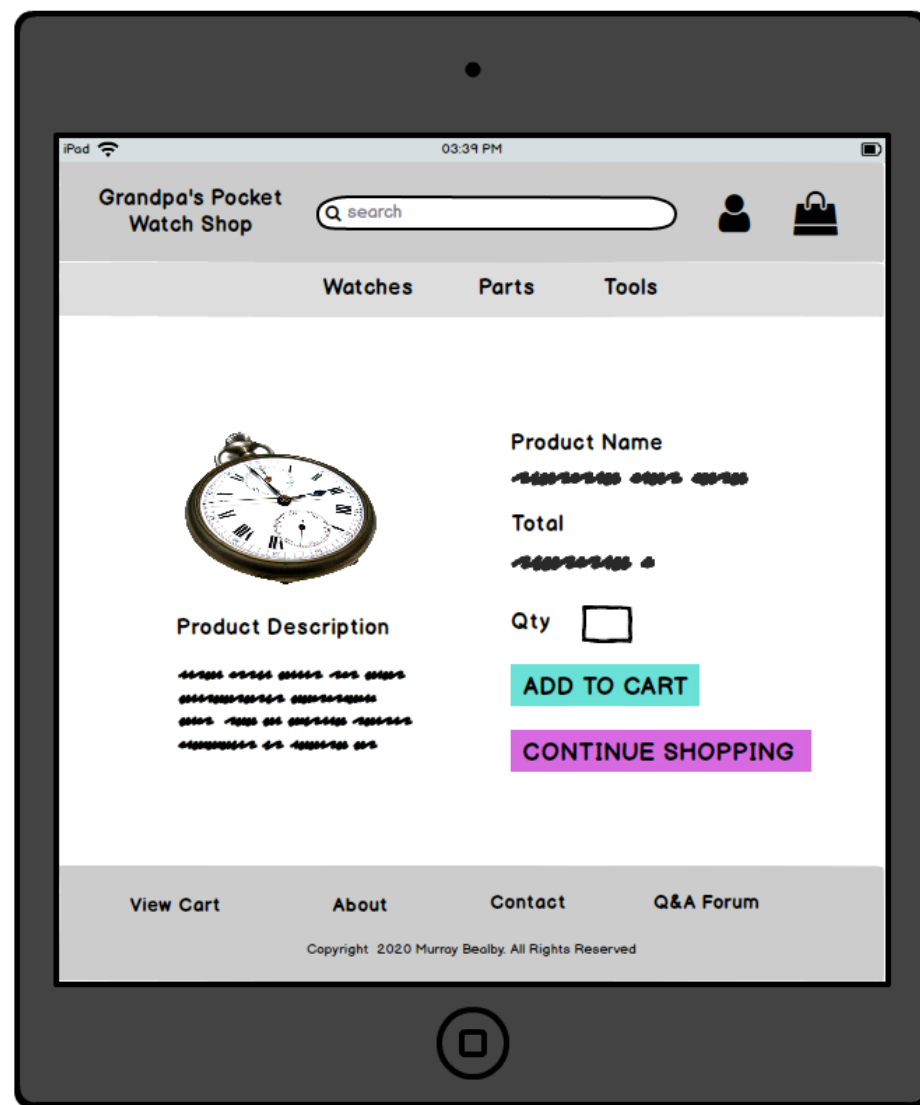 iPad
03:39 PM
Grandpa's Pocket
Watch Shop
search
Watches Parts Tools
Product Name
Total
Qty
ADD TO CART
CONTINUE SHOPPING
Product Description
View Cart About Contact Q&A Forum
Copyright 2020 Murray Bealby. All Rights Reserved